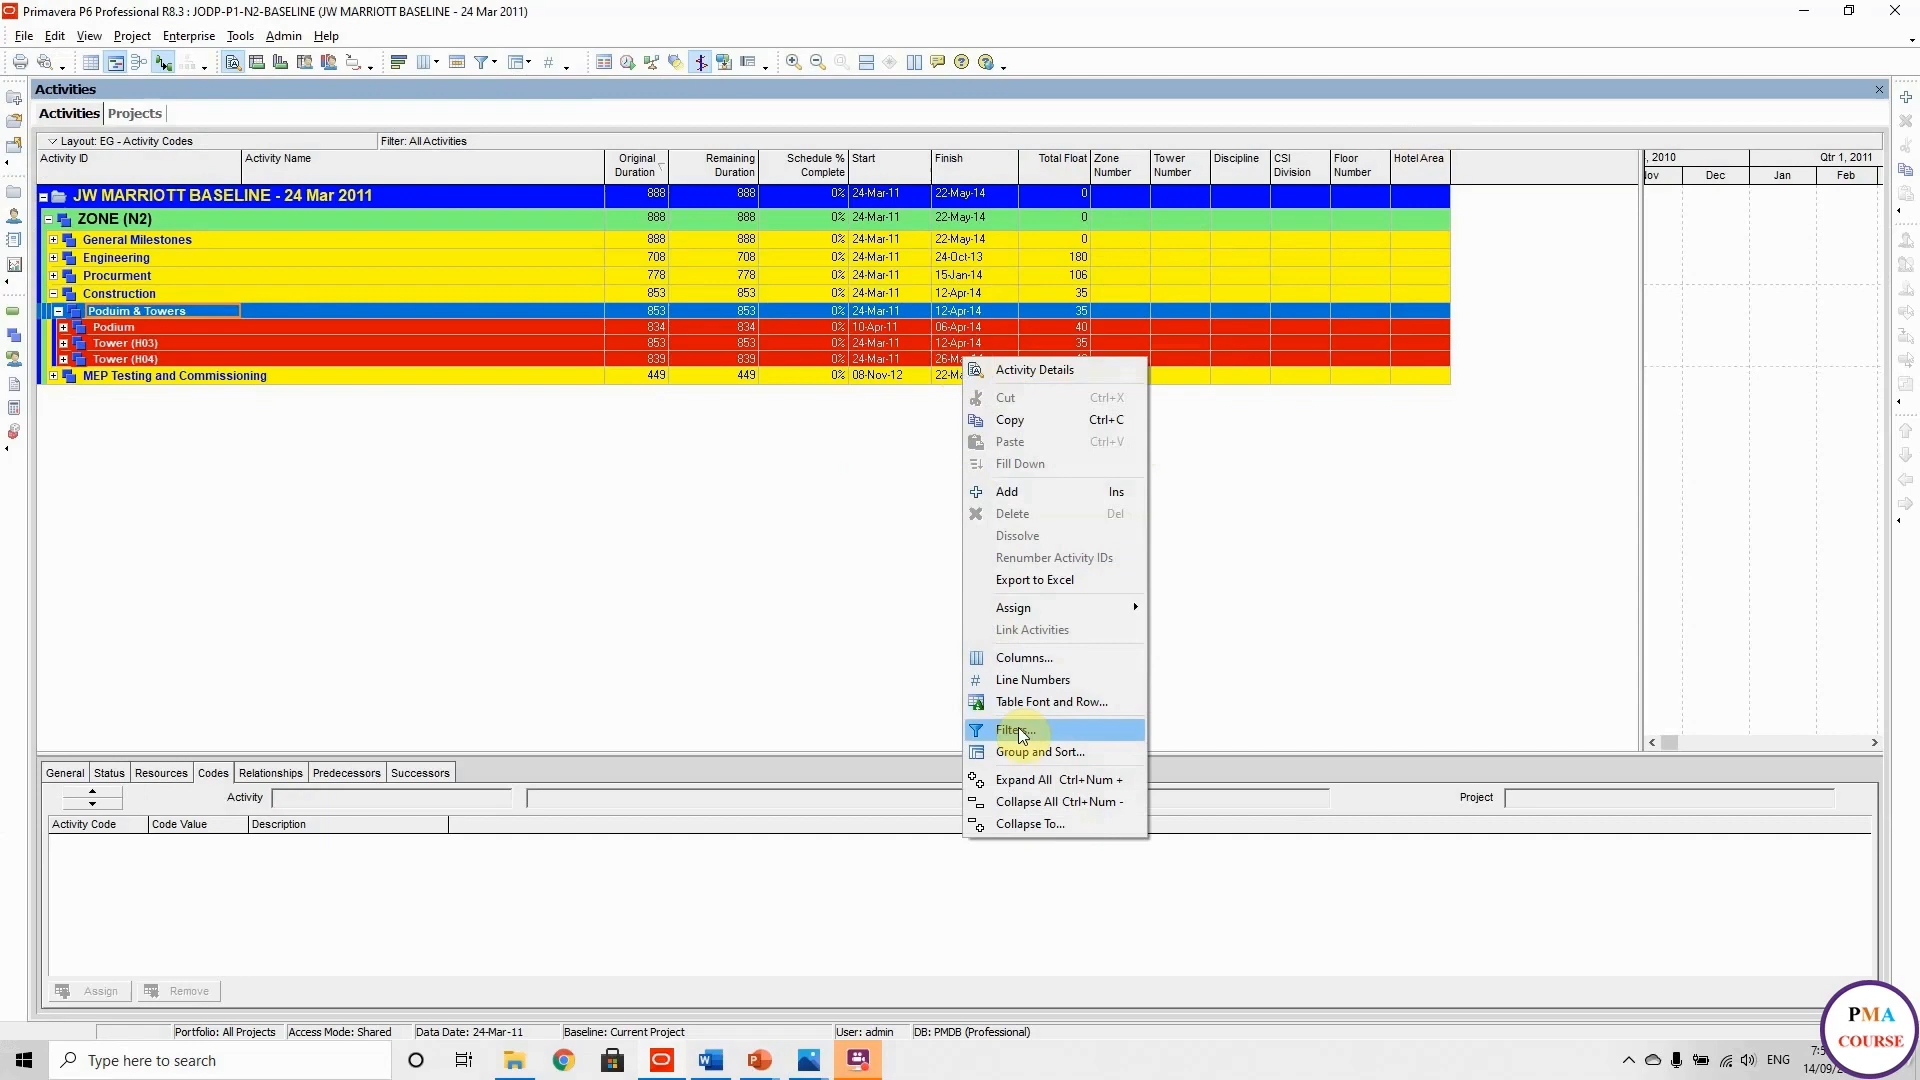 Primavera P6 Professional R8.3 : JODP-P1-N2-BASELINE (JW MARRIOTT BASELINE - 24 Mar 2011)
File Edit View Project Enterprise Tools Admin Help
Activities
Activities Projects
Layout: EG - Activity Codes Filter: All Activities
Activity ID Activity Name Original Duration Remaining Duration Schedule % Complete Start Finish Total Float Zone Number Tower Number Discipline CSI Division Floor Number Hotel Area
, 2010 Qtr 1, 2011
Dec Jan Feb
JW MARRIOTT BASELINE - 24 Mar 2011 888 888 0% 24-Mar-11 22-May-14 0
ZONE (N2) 888 888 0% 24-Mar-11 22-May-14 0
General Milestones 888 888 0% 24-Mar-11 22-May-14 0
Engineering 708 708 0% 24-Mar-11 24-Oct-13 180
Procurment 778 778 0% 24-Mar-11 15-Jan-14 106
Construction 853 853 0% 24-Mar-11 12-Apr-14 35
Poduim & Towers 853 853 0% 24-Mar-11 12-Apr-14 35
Podium 834 834 0% 10-Apr-11 06-Apr-14 40
Tower (H03) 853 853 0% 24-Mar-11 12-Apr-14 35
Tower (H04) 839 839 0% 24-Mar-11
MEP Testing and Commissioning 449 449 0% 08-Nov-12
Activity Details
Cut Ctrl+X
Copy Ctrl+C
Paste Ctrl+V
Fill Down
Add Ins
Delete Del
Dissolve
Renumber Activity IDs
Export to Excel
Assign
Link Activities
Columns...
# Line Numbers
Table Font and Row...
Filters...
Group and Sort...
Expand All Ctrl+Num +
Collapse All Ctrl+Num -
Collapse To...
General Status Resources Codes Relationships Predecessors Successors
Activity Project
Activity Code Code Value Description
Assign Remove
Portfolio: All Projects Access Mode: Shared Data Date: 24-Mar-11 Baseline: Current Project User: admin DB: PMDB (Professional)
Type here to search
ENG
PMA
COURSE